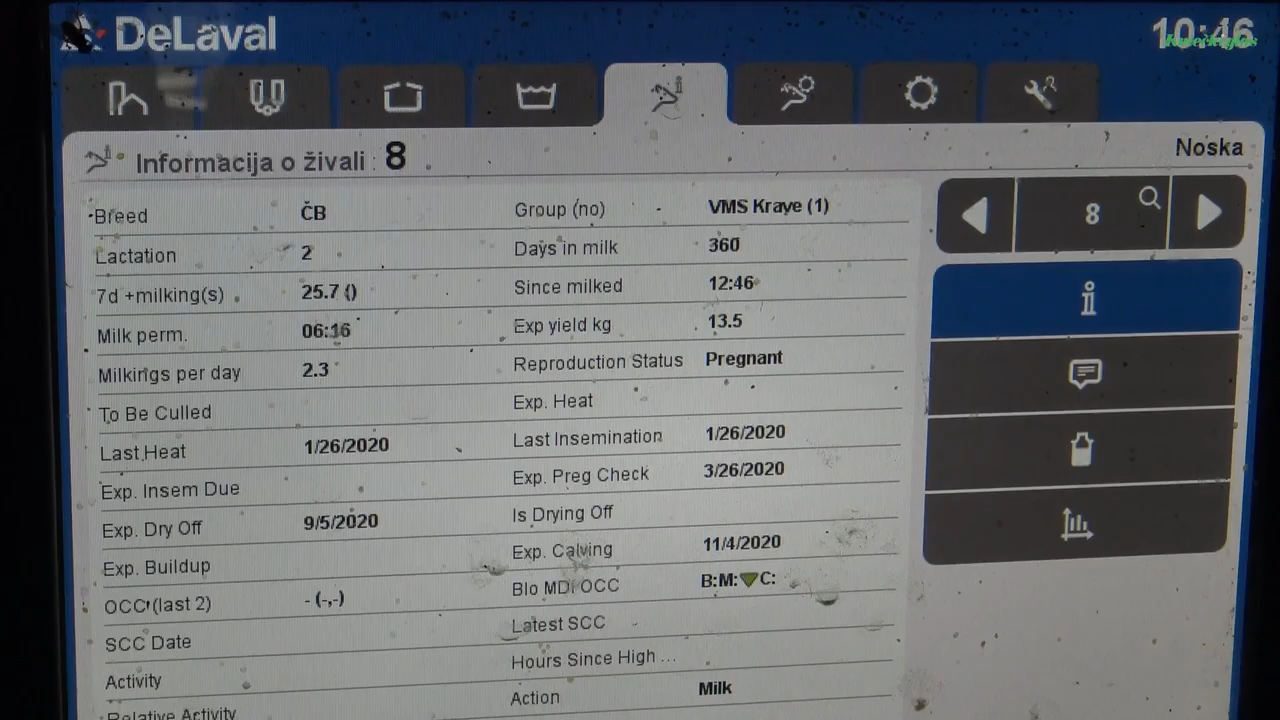 DeLaval
10:46
Informacija o živali : 8
Noska
Breed ČB Group (no) VMS Krave (1)
8
Lactation 2 Days in milk 360
7d +milking(s) 25.7 () Since milked 12:46
Milk perm. 06:16 Exp yield kg 13.5
Milkings per day 2.3 Reproduction Status Pregnant
To Be Culled Exp. Heat
Last Heat 1/26/2020 Last Insemination 1/26/2020
Exp. Insem Due Exp. Preg Check 3/26/2020
Exp. Dry Off 9/5/2020 Is Drying Off
Exp. Buildup Exp. Calving 11/4/2020
OCC (last 2) - (-,-) Blo MDi OCC B:M: C:
SCC Date Latest SCC
Activity Hours Since High ...
Relative Activity Action Milk